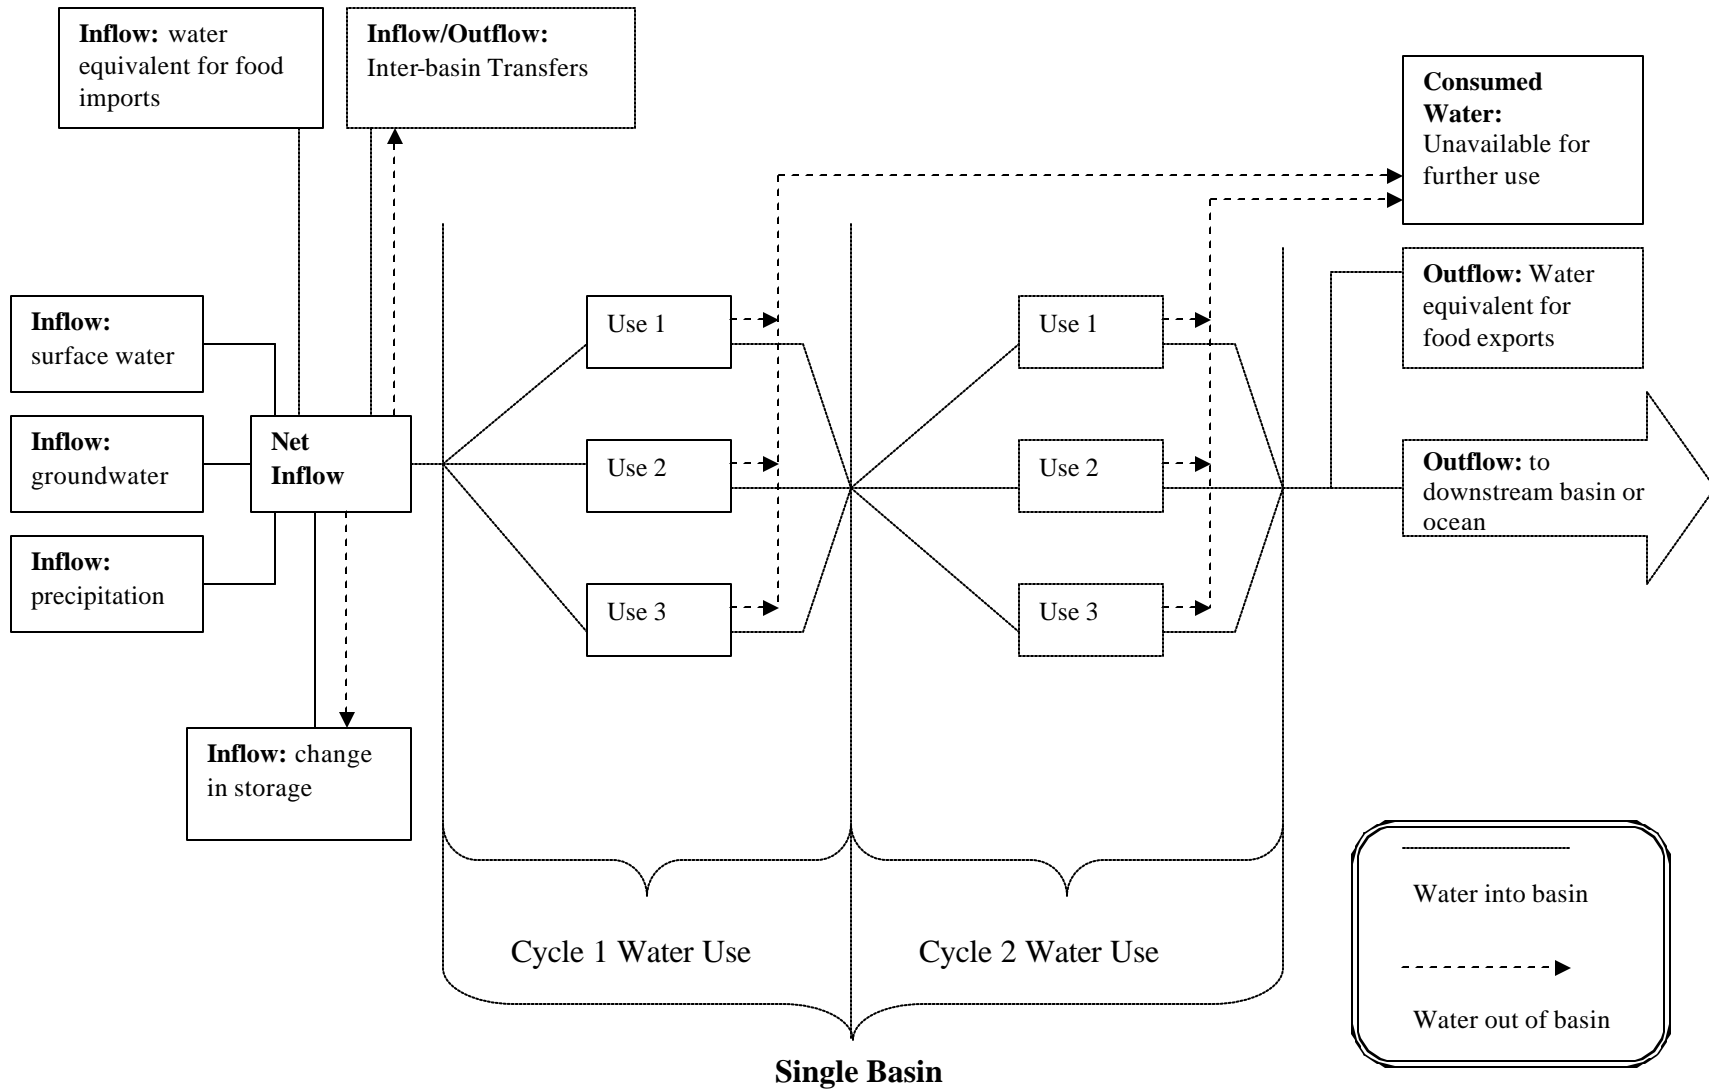 Inflow: water
equivalent for food
imports
Inflow/Outflow:
Inter-basin Transfers
Consumed
Water:
Unavailable for
further use
Inflow:
surface water
Inflow:
groundwater
Inflow:
precipitation
Net
Inflow
Inflow: change
in storage
Use 1
Use 2
Use 3
Use 1
Use 2
Use 3
Outflow: Water
equivalent for
food exports
Outflow: to
downstream basin or
ocean
Cycle 1 Water Use
Cycle 2 Water Use
Single Basin
Water into basin
Water out of basin